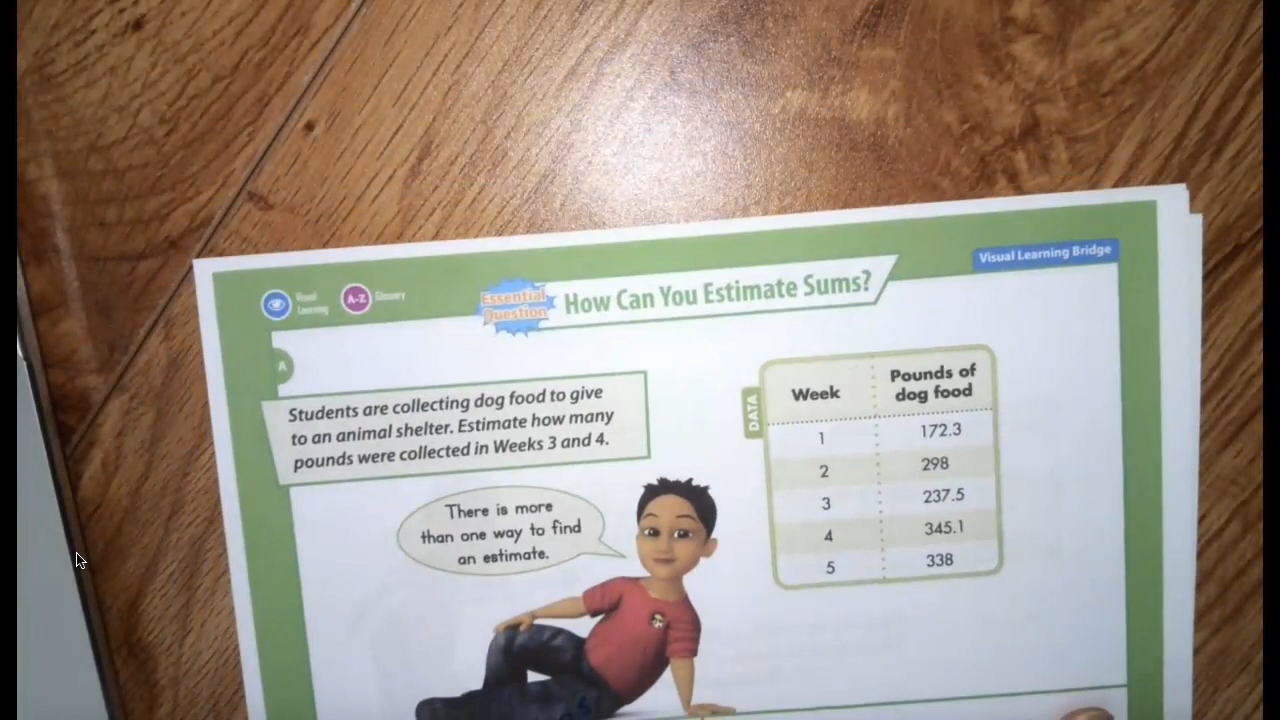 Visual Learning Bridge
Visual
Learning
A-Z
Glossary
Essential
Question
How Can You Estimate Sums?
A
Students are collecting dog food to give
to an animal shelter. Estimate how many
pounds were collected in Weeks 3 and 4.
There is more
than one way to find
an estimate.
DATA
Week
Pounds of
dog food
1 172.3
2 298
3 237.5
4 345.1
5 338